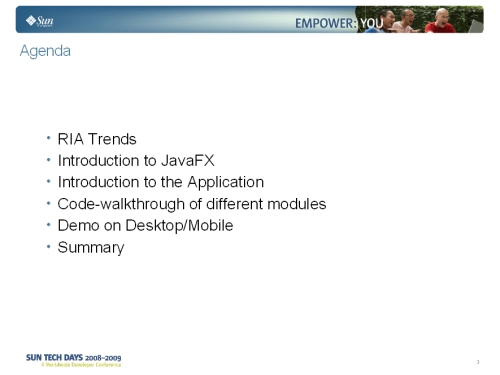 Sun
EMPOWER: YOU
Agenda
• RIA Trends
• Introduction to JavaFX
• Introduction to the Application
• Code-walkthrough of different modules
• Demo on Desktop/Mobile
• Summary
SUN TECH DAYS 2008-2009
A Worldwide Developer Conference
3